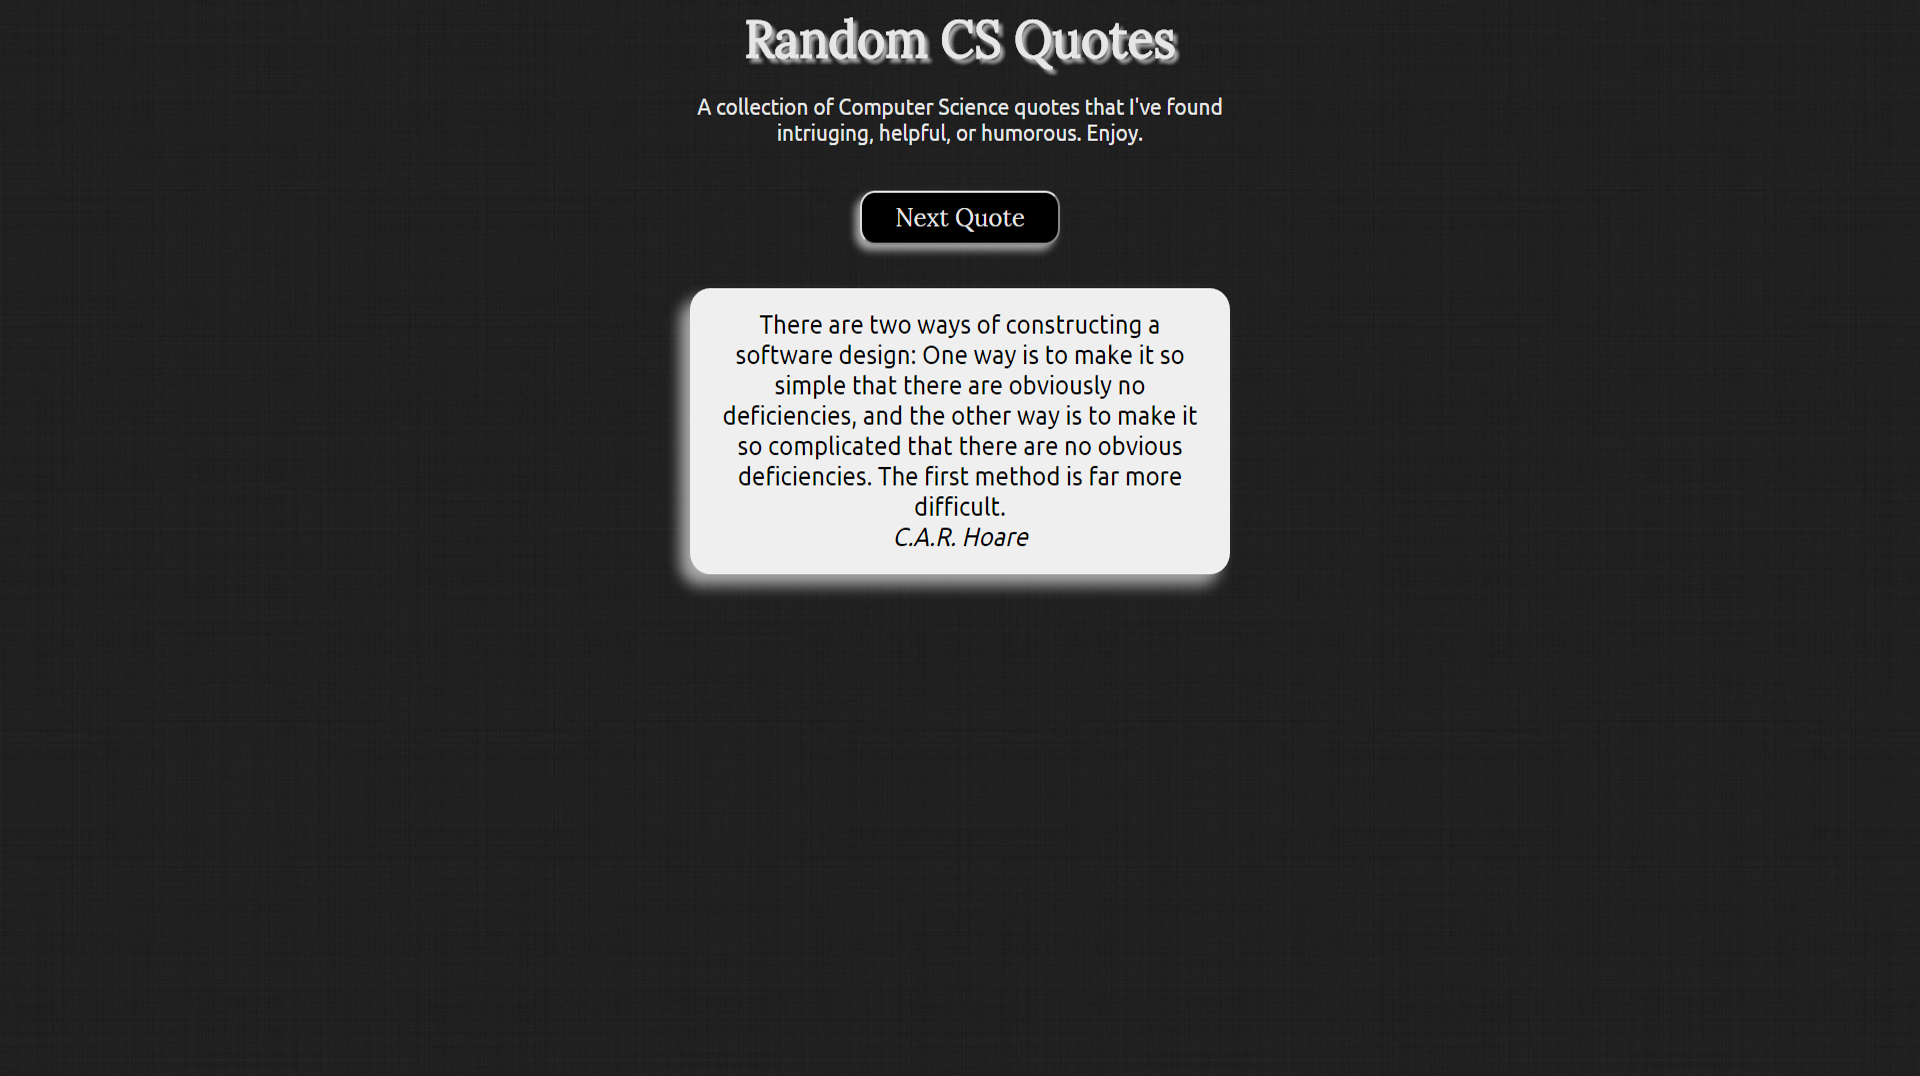 Random CS Quotes
A collection of Computer Science quotes that I've found
intriuging, helpful, or humorous. Enjoy.
Next Quote
There are two ways of constructing a
software design: One way is to make it so
simple that there are obviously no
deficiencies, and the other way is to make it
so complicated that there are no obvious
deficiencies. The first method is far more
difficult.
C.A.R. Hoare